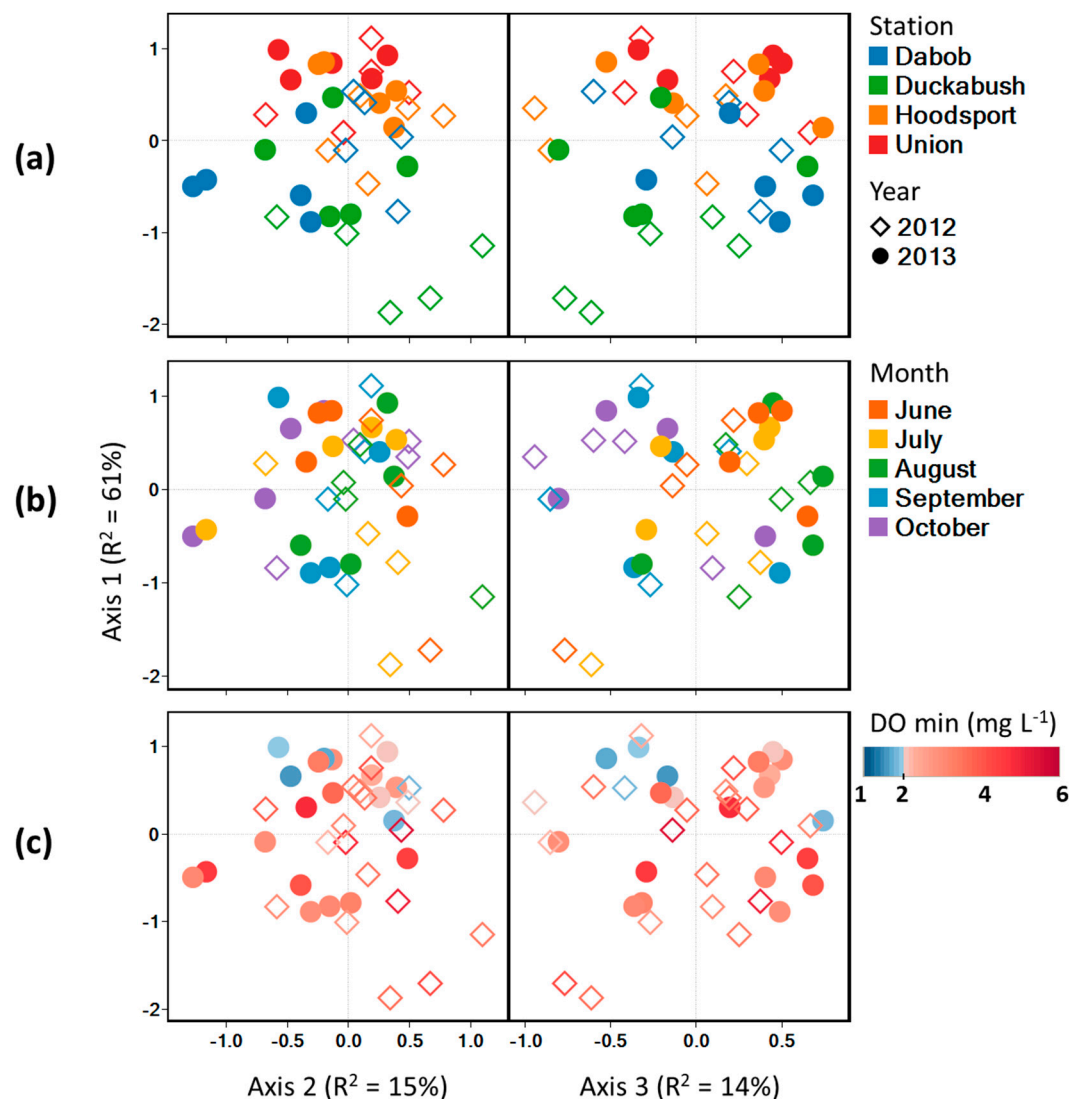 (a)
1
0
-1
-2
Station
Dabob
Duckabush
Hoodsport
Union
Year
2012
2013
(b)
Axis 1 (R² = 61%)
1
0
-1
-2
Month
June
July
August
September
October
(c)
1
0
-1
-2
DO min (mg L⁻¹)
1 2 4 6
-1.0 -0.5 0.0 0.5 1.0 -1.0 -0.5 0.0 0.5
Axis 2 (R² = 15%) Axis 3 (R² = 14%)